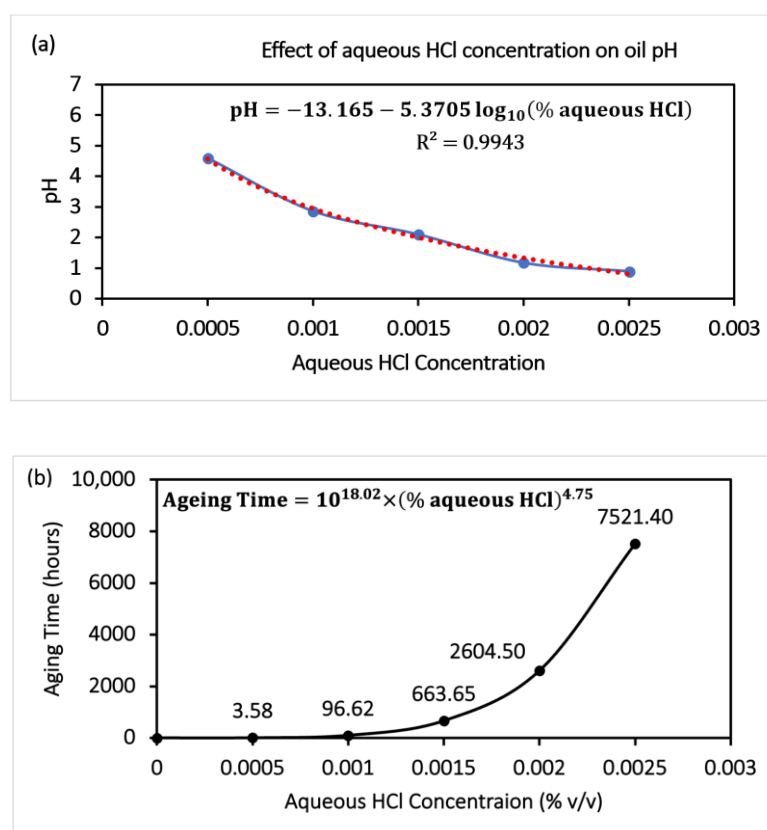 (a)
Effect of aqueous HCl concentration on oil pH
pH = −13.165 − 5.3705 log₁₀(% aqueous HCl)
R² = 0.9943
7
6
5
4
3
2
1
0
pH
0 0.0005 0.001 0.0015 0.002 0.0025 0.003
Aqueous HCl Concentration
(b)
Ageing Time = 10¹⁸·⁰²×(% aqueous HCl)⁴·⁷⁵
10,000
8000
6000
4000
2000
0
Aging Time (hours)
3.58
96.62
663.65
2604.50
7521.40
0 0.0005 0.001 0.0015 0.002 0.0025 0.003
Aqueous HCl Concentraion (% v/v)